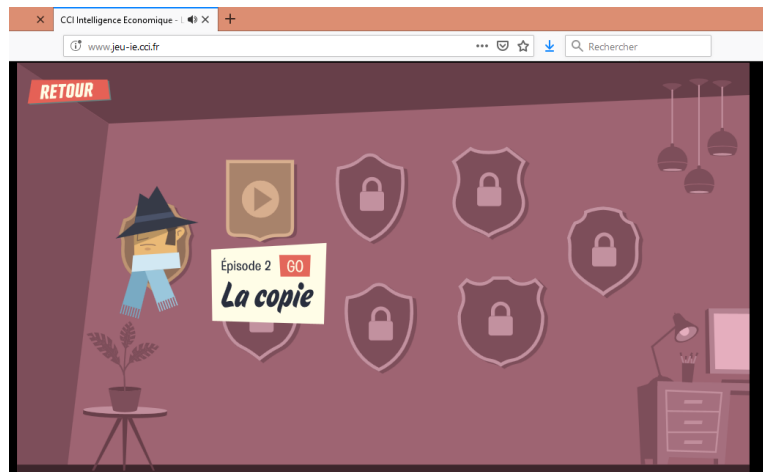 CCI Intelligence Economique - 
www.jeu-ie.cci.fr
Rechercher
RETOUR
Épisode 2 GO
La copie